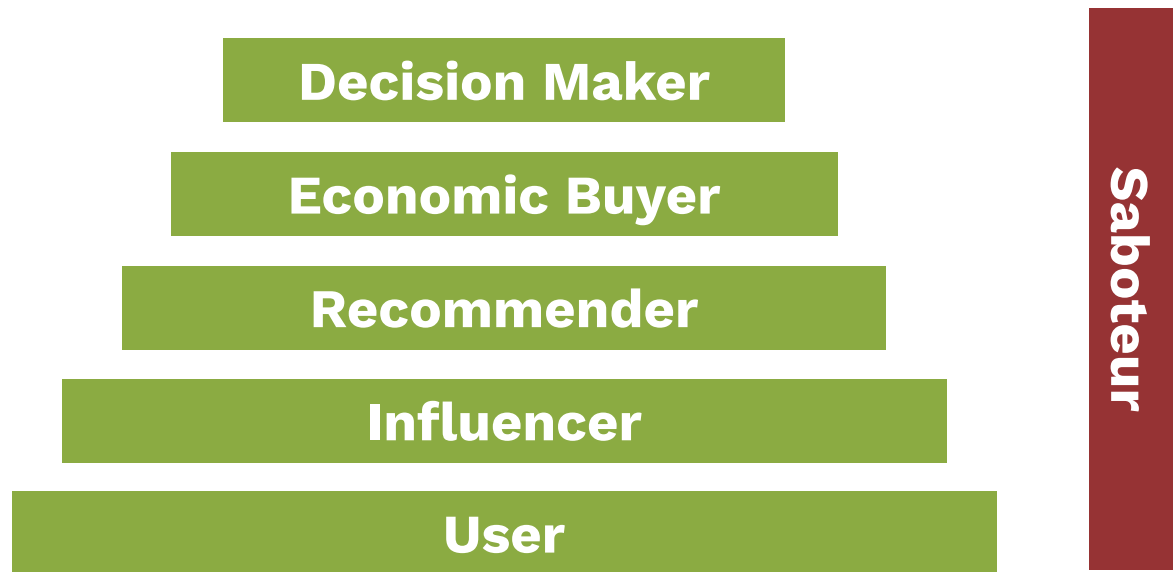 Decision Maker
Economic Buyer
Recommender
Influencer
User
Saboteur